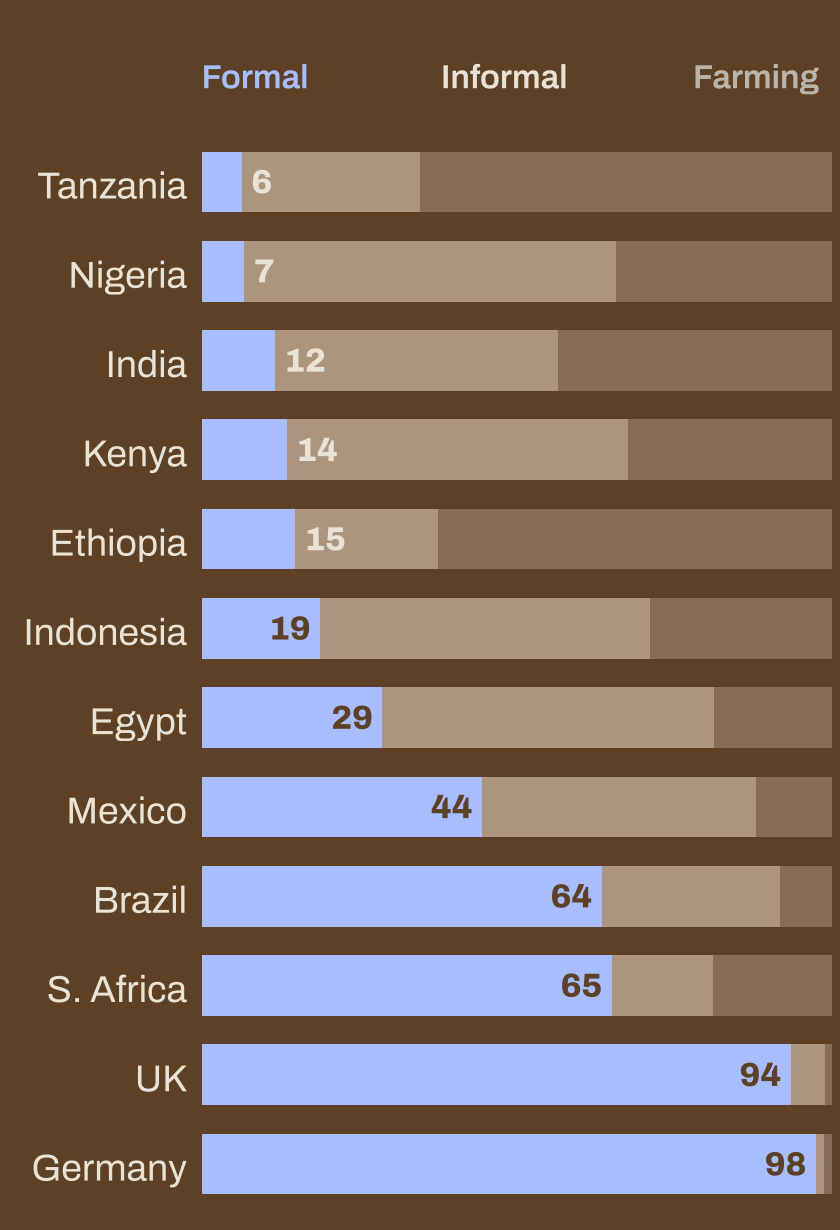 Formal Informal Farming
Tanzania 6
Nigeria 7
India 12
Kenya 14
Ethiopia 15
Indonesia 19
Egypt 29
Mexico 44
Brazil 64
S. Africa 65
UK 94
Germany 98